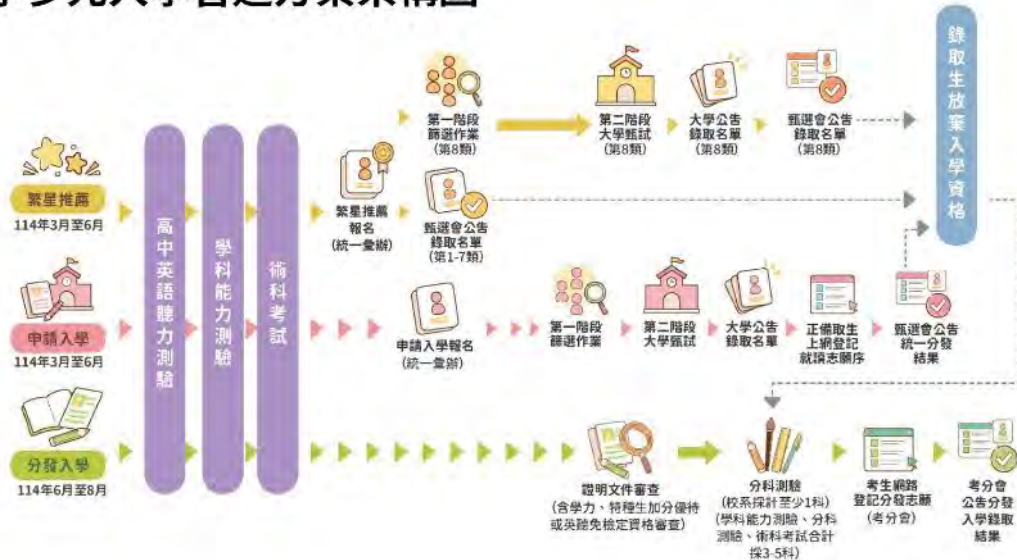 多元入學管道方案架構圖
錄取生放棄入學資格
第一階段
篩選作業
(第8類)
第二階段
大學甄試
(第8類)
大學公告
錄取名單
(第8類)
甄選會公告
錄取名單
(第8類)
繁星推薦
114年3月至6月
高中英語聽力測驗
學科能力測驗
術科考試
繁星推薦
報名
(統一彙辦)
甄選會公告
錄取名單
(第1-7類)
申請入學
114年3月至6月
申請入學報名
(統一彙辦)
第一階段
篩選作業
第二階段
大學甄試
大學公告
錄取名單
正備取生
上網登記
就讀志願序
甄選會公告
統一分發
結果
分發入學
114年6月至8月
證明文件審查
(含學力、特種生加分優待
或英聽免檢定資格審查)
分科測驗
(校系採計至少1科)
(學科能力測驗、分科
測驗、術科考試合計
採3-5科)
考生網路
登記分發志願
(考分會)
考分會
公告分發
入學錄取
結果